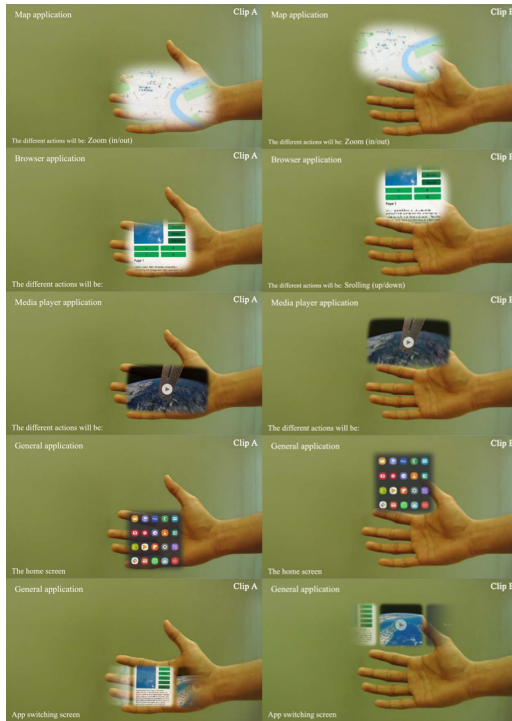 Map application
Clip A
The different actions will be: Zoom (in/out)
Map application
Clip
The different actions will be: Zoom (in/out)
Browser application
Clip A
Page 1
The different actions will be:
Browser application
Clip
Page 1
The different actions will be: Srolling (up/down)
Media player application
Clip A
The different actions will be:
Media player application
Clip
The different actions will be:
General application
Clip A
The home screen
General application
Clip
The home screen
General application
Clip A
App switching screen
General application
Clip
App switching screen